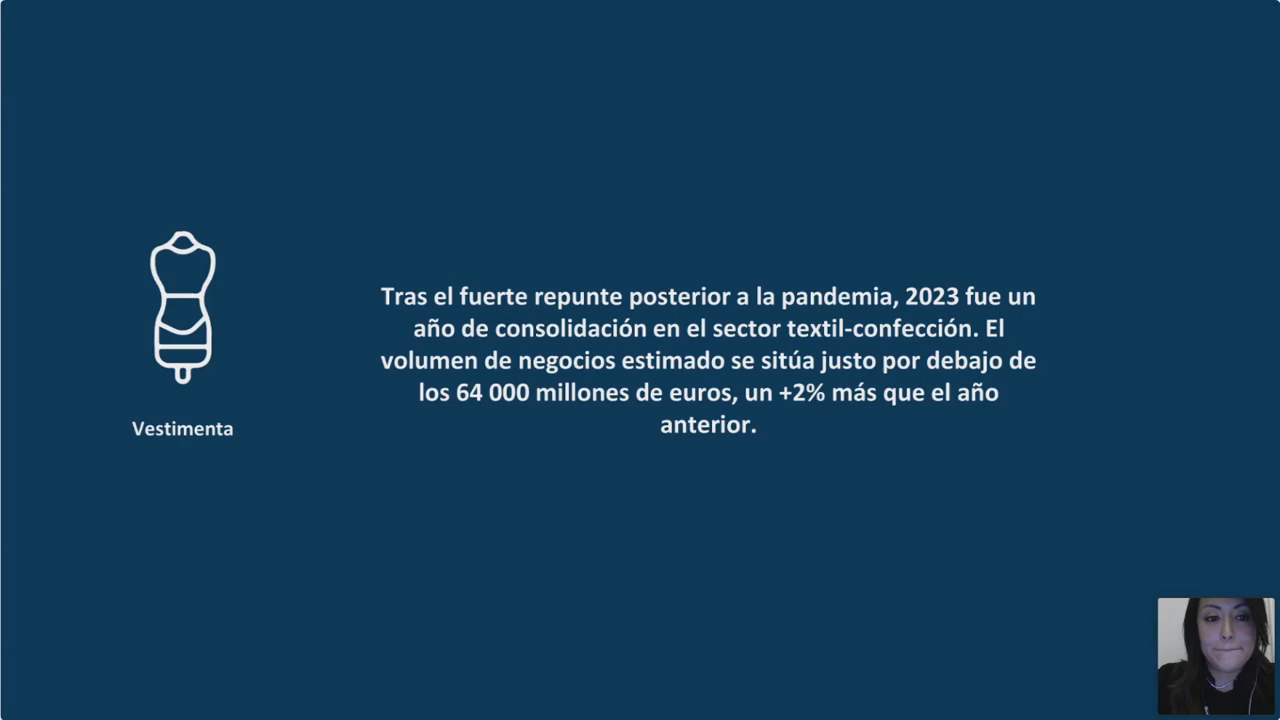 Tras el fuerte repunte posterior a la pandemia, 2023 fue un
año de consolidación en el sector textil-confección. El
volumen de negocios estimado se sitúa justo por debajo de
los 64 000 millones de euros, un +2% más que el año
anterior.
Vestimenta